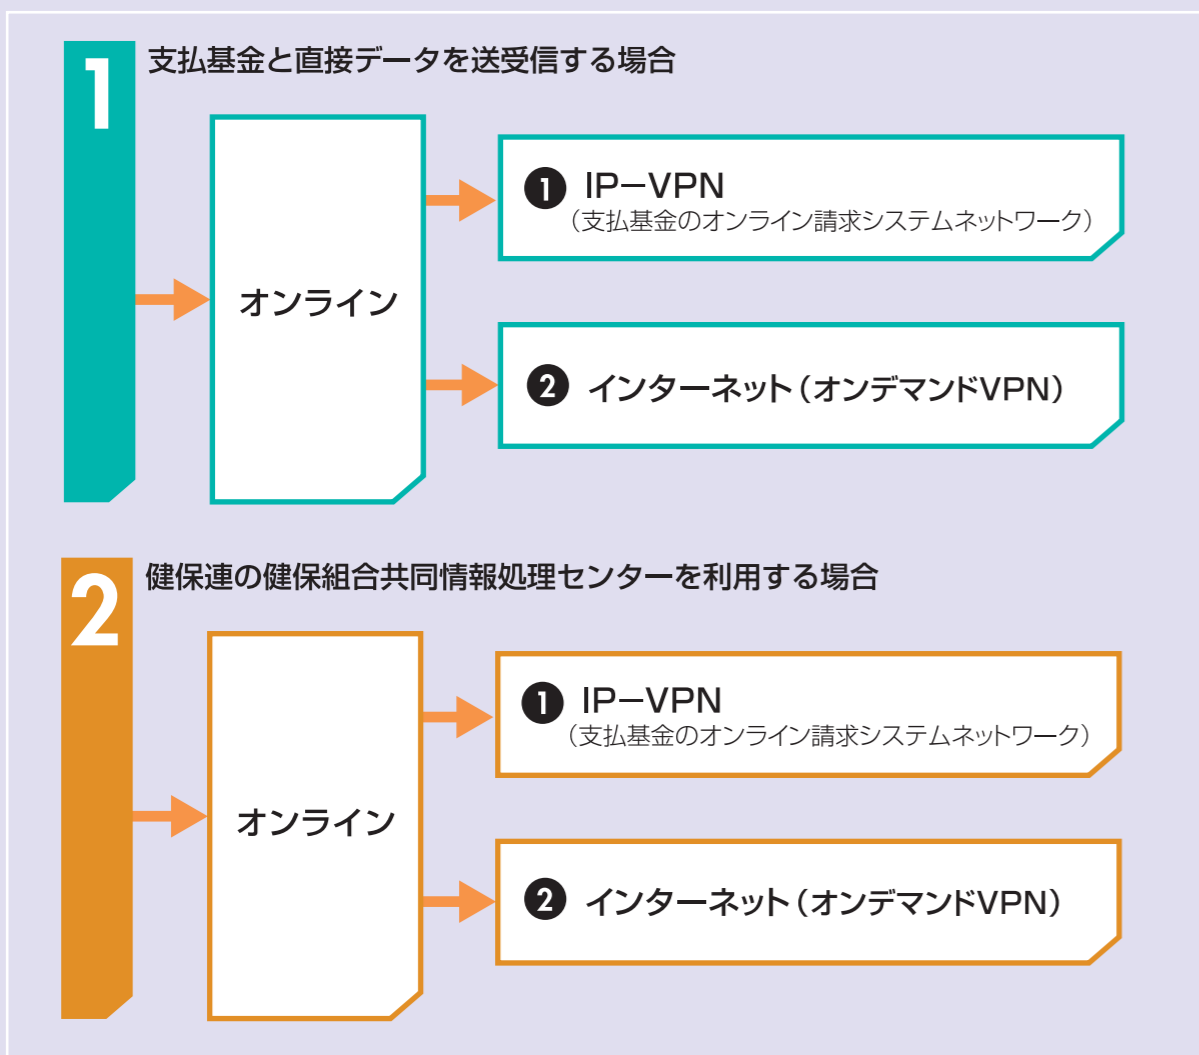 1
支払基金と直接データを送受信する場合
オンライン
❶ IP−VPN
（支払基金のオンライン請求システムネットワーク）
❷ インターネット（オンデマンドVPN）
2
健保連の健保組合共同情報処理センターを利用する場合
オンライン
❶ IP−VPN
（支払基金のオンライン請求システムネットワーク）
❷ インターネット（オンデマンドVPN）